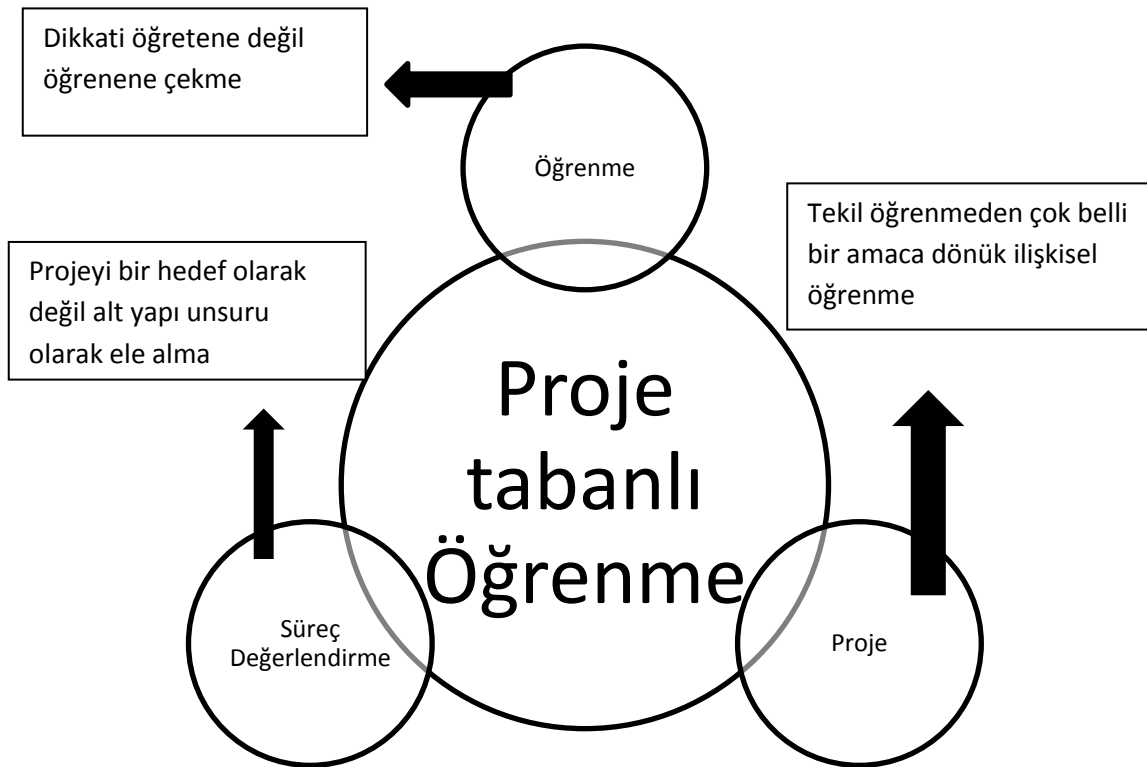 Dikkati öğretene değil
öğrenene çekme
Öğrenme
Tekil öğrenmeden çok belli
bir amaca dönük ilişkisel
öğrenme
Projeyi bir hedef olarak
değil alt yapı unsuru
olarak ele alma
Proje
tabanlı
Öğrenme
Süreç
Değerlendirme
Proje